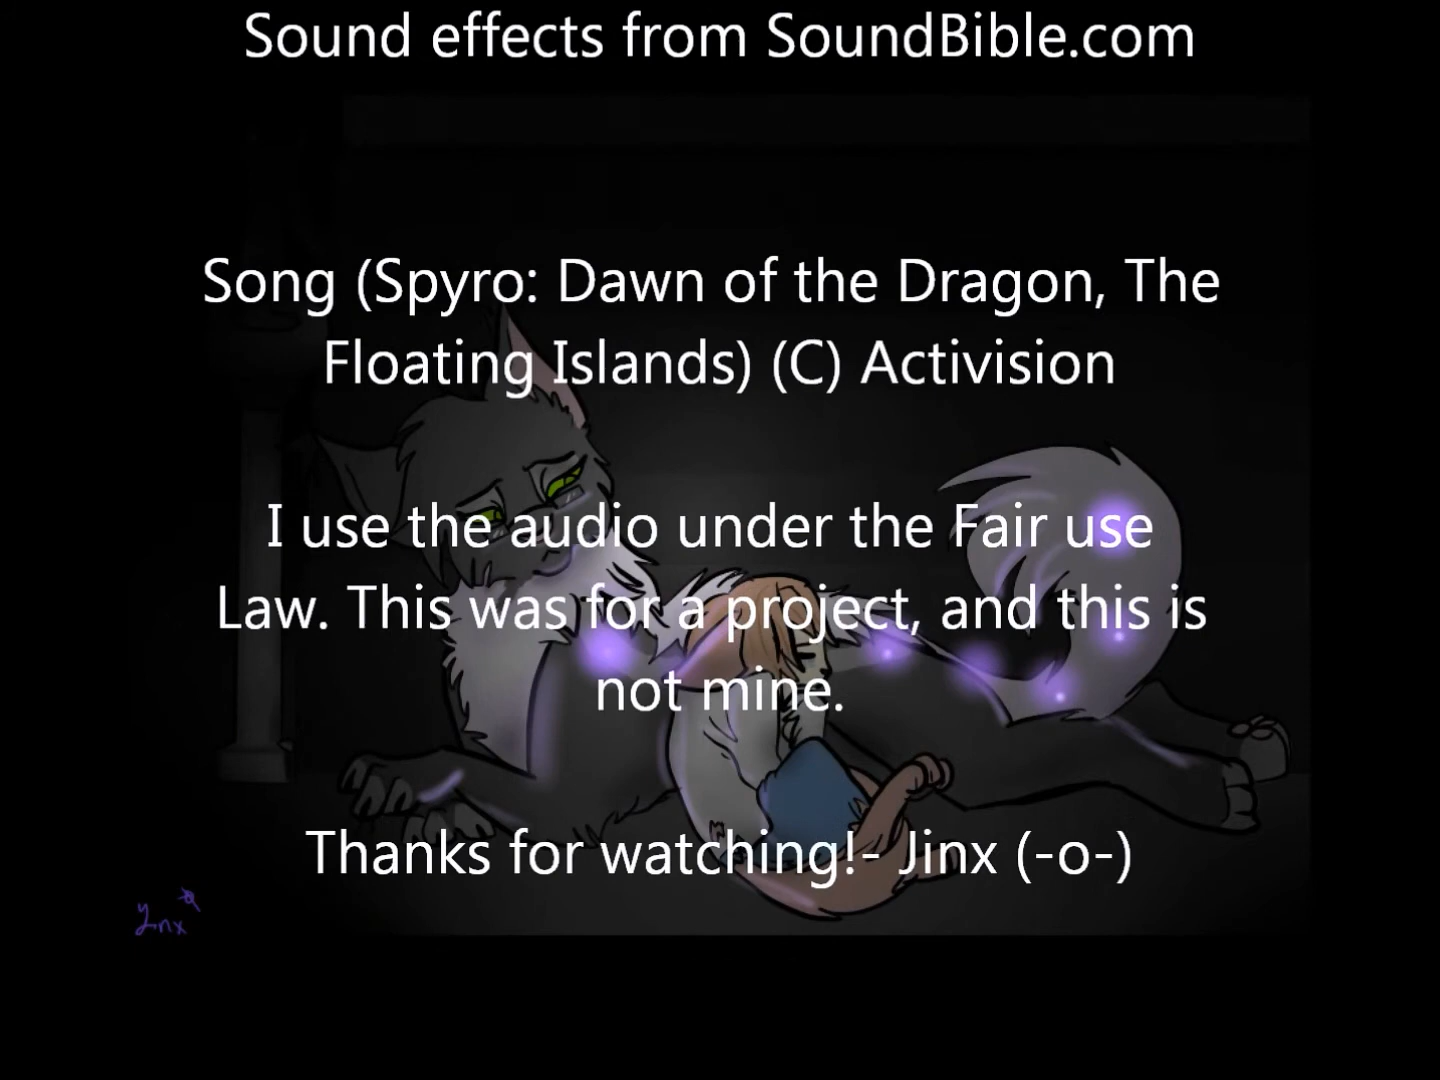 Sound effects from SoundBible.com
Song (Spyro: Dawn of the Dragon, The
Floating Islands) (C) Activision
I use the audio under the Fair use
Law. This was for a project, and this is
not mine.
Thanks for watching!- Jinx (-o-)
Jinx